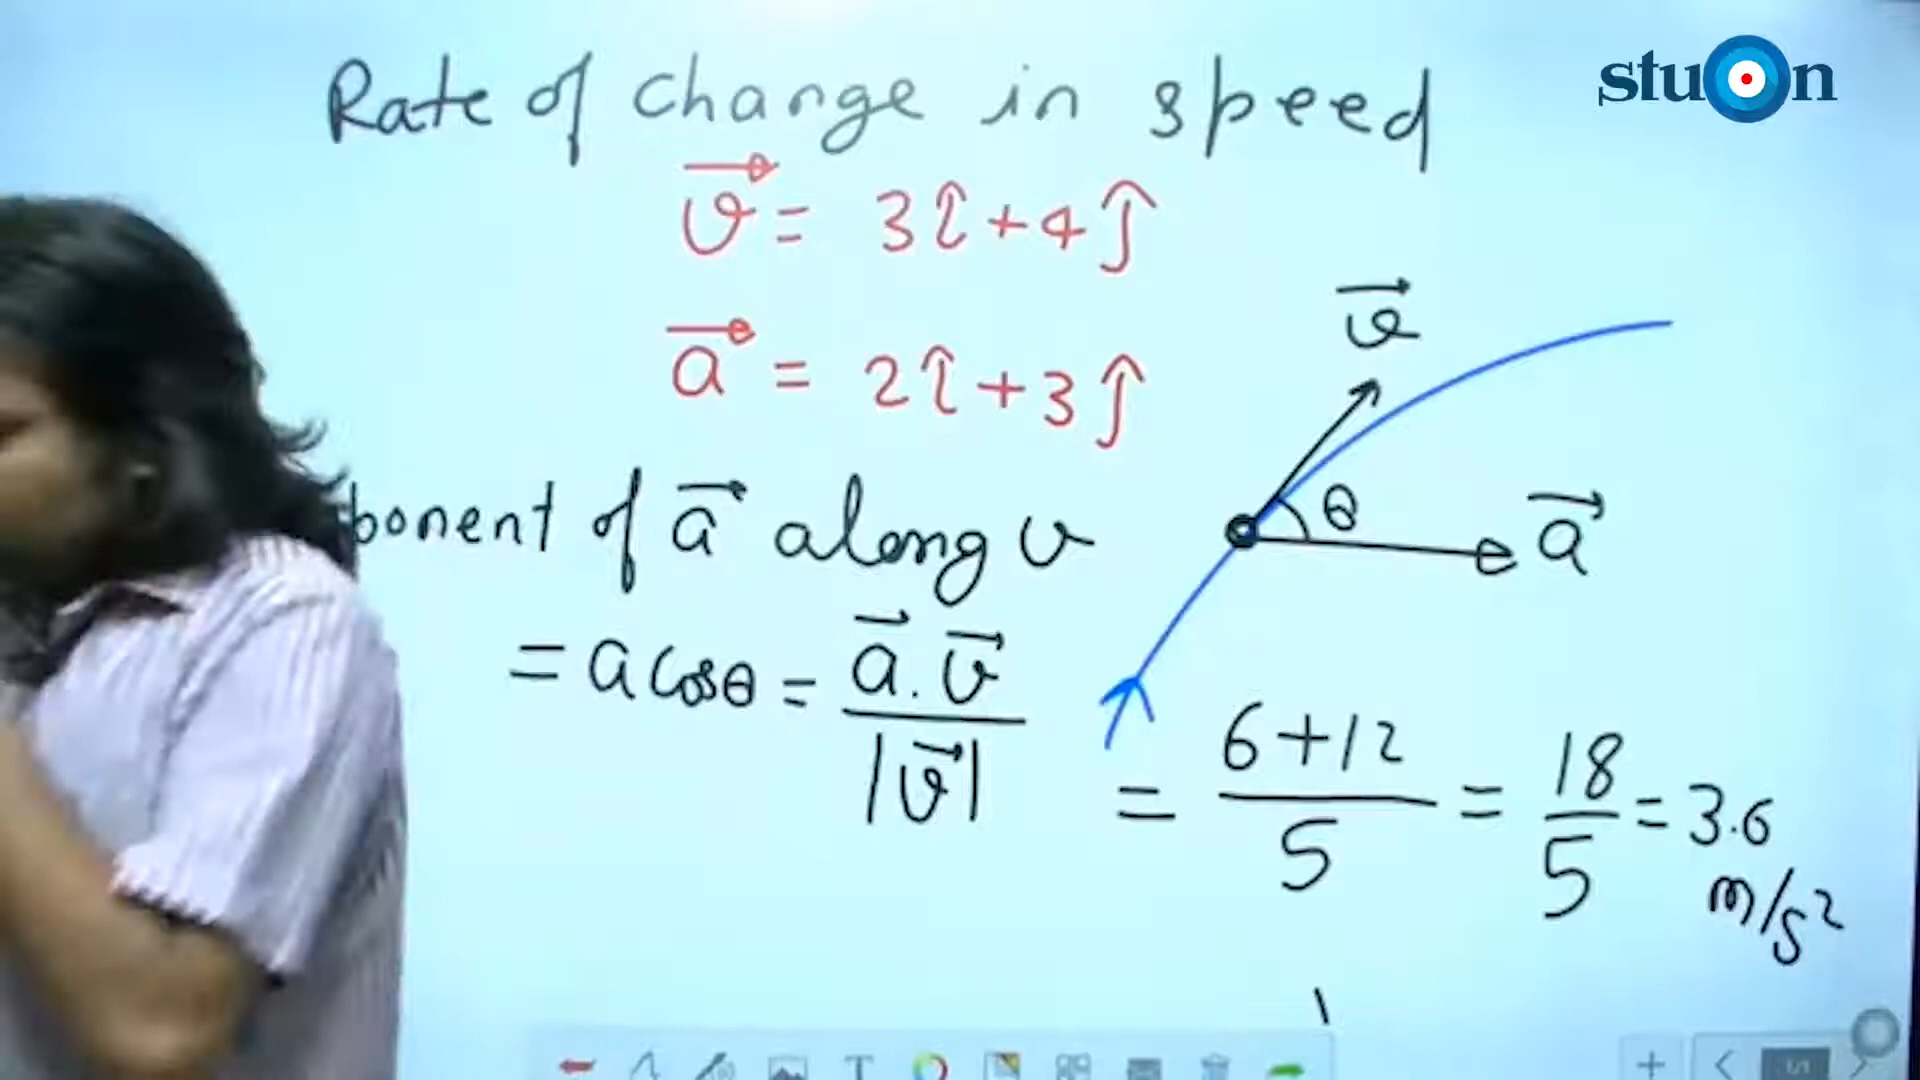 stuon
Rate of change in speed
v⃗ = 3î+4ĵ
a⃗ = 2î+3ĵ
v⃗
θ
a⃗
of a⃗ along v
= a cosθ = a⃗.v⃗ / |v⃗|
= 6+12 / 5 = 18 / 5 = 3.6
m/s²